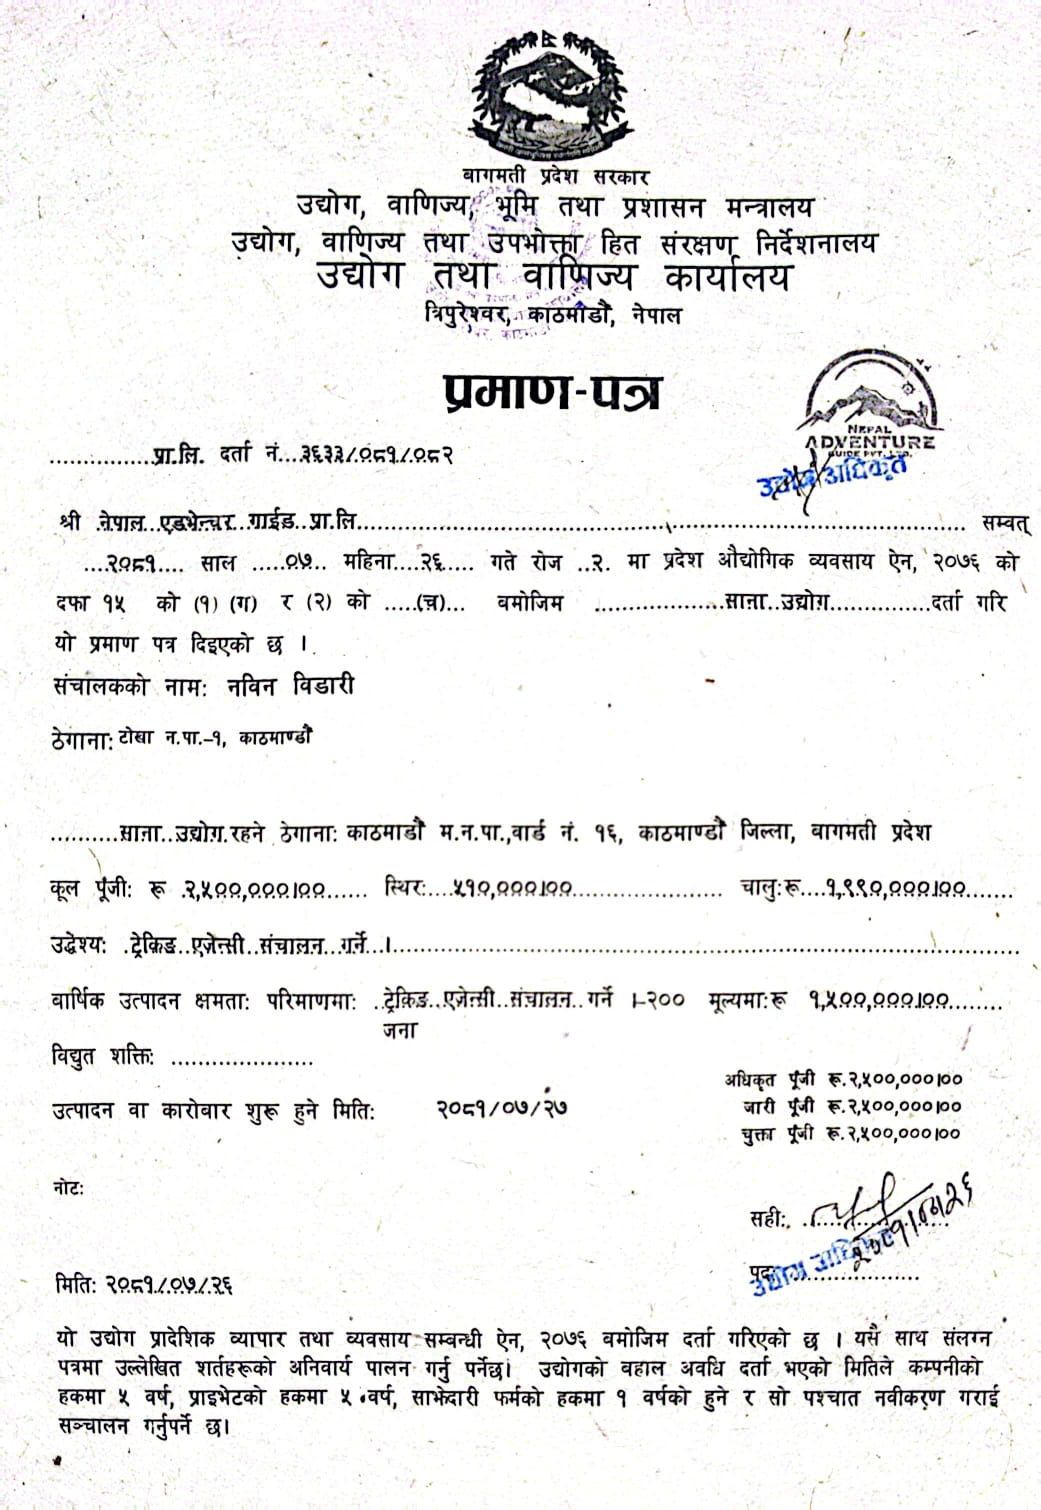 बागमती प्रदेश सरकार
उद्योग, वाणिज्य, भूमि तथा प्रशासन मन्त्रालय
उद्योग, वाणिज्य तथा उपभोक्ता हित संरक्षण निर्देशनालय
उद्योग तथा वाणिज्य कार्यालय
त्रिपुरेश्वर, काठमाडौं, नेपाल
प्रमाण-पत्र
NEPAL
ADVENTURE
GUIDE PVT. LTD.
उद्योग अधिकृत
...............प्रा.लि. दर्ता नं...३६३३/०८१/०८२
श्री .नेपाल..एडभेन्चर..गाईड..प्रा.लि............................................................ सम्वत्
....२०८१.... साल .....०७.. महिना....२६..... गते रोज ..२. मा प्रदेश औद्योगिक व्यवसाय ऐन, २०७६ को
दफा १५ को (१) (ग) र (२) को .....(च)... बमोजिम ....................साना..उद्योग...............दर्ता गरि
यो प्रमाण पत्र दिइएको छ ।
संचालकको नाम: नविन विडारी
ठेगाना: टोखा न.पा.-१, काठमाण्डौ
..........साना..उद्योग.रहने ठेगाना: काठमाडौ म.न.पा.,वार्ड नं. १६, काठमाण्डौ जिल्ला, बागमती प्रदेश
कूल पूँजी: रू .२,५००,०००।००...... स्थिर:...५१०,०००।००...................... चालु:रू....१,९९०,०००।००.......
उद्देश्य: .ट्रेकिङ..एजेन्सी..संचालन..गर्ने..।...............................................................
वार्षिक उत्पादन क्षमता: परिमाणमा: ..ट्रेकिङ..एजेन्सी..संचालन..गर्ने ।-२०० मूल्यमा:रू १,५००,०००।००........
जना
विद्युत शक्ति: .....................
अधिकृत पूँजी रू.२,५००,०००।००
उत्पादन वा कारोबार शुरू हुने मिति: २०८१/०७/२७
जारी पूँजी रू.२,५००,०००।००
चुक्ता पूँजी रू.२,५००,०००।००
नोट:
सही: .....................
२०८१/०७/२६
पद: .....................
उद्योग अधिकृत
मिति: २०८१/०७/२६
यो उद्योग प्रादेशिक व्यापार तथा व्यवसाय सम्बन्धी ऐन, २०७६ बमोजिम दर्ता गरिएको छ । यसै साथ संलग्न
पत्रमा उल्लेखित शर्तहरूको अनिवार्य पालन गर्नु पर्नेछ। उद्योगको बहाल अवधि दर्ता भएको मितिले कम्पनीको
हकमा ५ वर्ष, प्राइभेटको हकमा ५ वर्ष, साझेदारी फर्मको हकमा १ वर्षको हुने र सो पश्चात नवीकरण गराई
सञ्चालन गर्नुपर्ने छ।